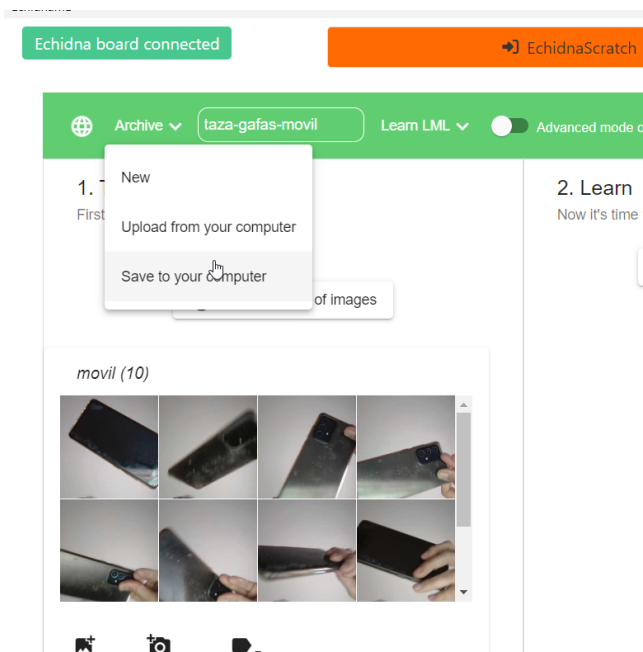 Echidna board connected
EchidnaScratch
Archive
taza-gafas-movil
Learn LML
Advanced mode o
New
Upload from your computer
Save to your computer
1. T
First
2. Learn
Now it's time
of images
movil (10)